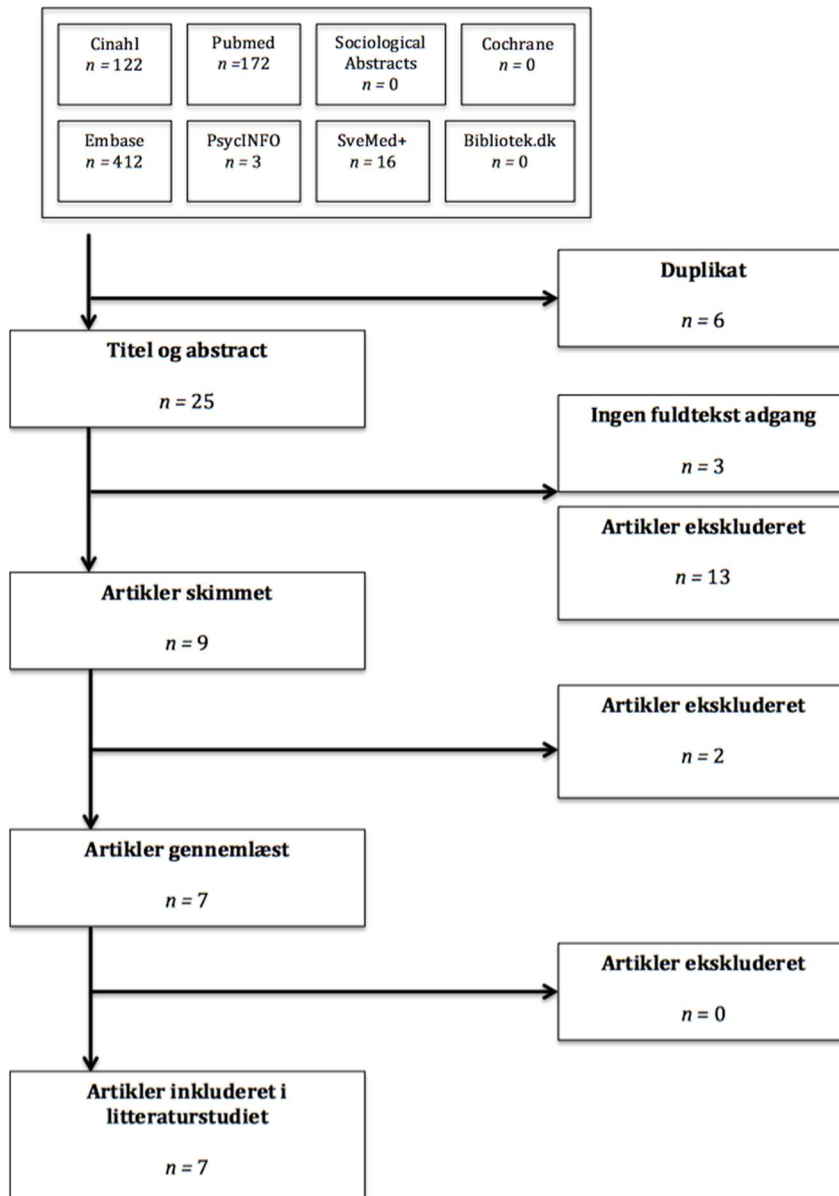 Cinahl
n = 122
Pubmed
n =172
Sociological
Abstracts
n = 0
Cochrane
n = 0
Embase
n = 412
PsycINFO
n = 3
SveMed+
n = 16
Bibliotek.dk
n = 0
Duplikat
n = 6
Titel og abstract
n = 25
Ingen fuldtekst adgang
n = 3
Artikler ekskluderet
n = 13
Artikler skimmet
n = 9
Artikler ekskluderet
n = 2
Artikler gennemlæst
n = 7
Artikler ekskluderet
n = 0
Artikler inkluderet i
litteraturstudiet
n = 7